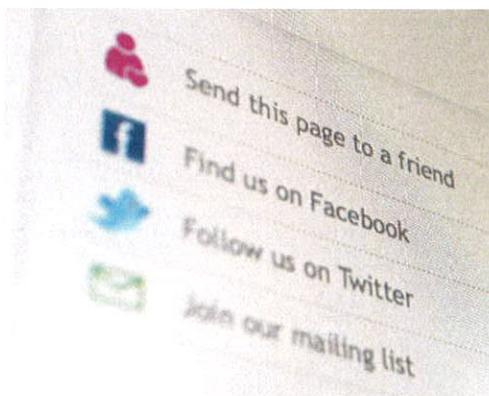 Send this page to a friend
Find us on Facebook
Follow us on Twitter
Join our mailing list